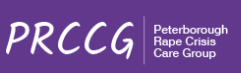 PRCCG
Peterborough
Rape Crisis
Care Group